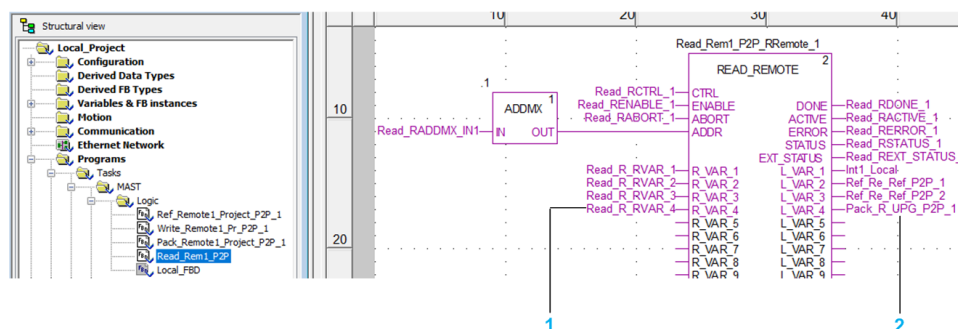 Structural view
Local_Project
Configuration
Derived Data Types
Derived FB Types
Variables & FB instances
Motion
Communication
Ethernet Network
Programs
Tasks
MAST
Logic
Ref_Remote1_Project_P2P_1
Write_Remote1_Pr_P2P_1
Pack_Remote1_Project_P2P_1
Read_Rem1_P2P
Local_FBD
10 20 30 40
10
20
.1
ADDMX 1
Read_RADDMX_IN1 IN OUT
Read_Rem1_P2P_RRemote_1
2
READ_REMOTE
Read_RCTRL_1 CTRL
Read_RENABLE_1 ENABLE DONE Read_RDONE_1
Read_RABORT_1 ABORT ACTIVE Read_RACTIVE_1
ADDR ERROR Read_RERROR_1
STATUS Read_RSTATUS_1
EXT_STATUS Read_REXT_STATUS_
Read_R_RVAR_1 R_VAR_1 L_VAR_1 Int1_Local
Read_R_RVAR_2 R_VAR_2 L_VAR_2 Ref_Re_Ref_P2P_1
Read_R_RVAR_3 R_VAR_3 L_VAR_3 Ref_Re_Ref_P2P_2
Read_R_RVAR_4 R_VAR_4 L_VAR_4 Pack_R_UPG_P2P_1
R_VAR_5 L_VAR_5
R_VAR_6 L_VAR_6
R_VAR_7 L_VAR_7
R_VAR_8 L_VAR_8
R_VAR_9 L_VAR_9
1 2